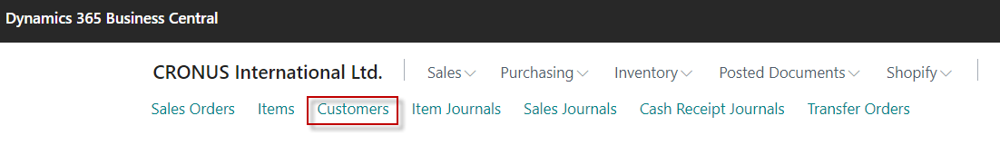 Dynamics 365 Business Central
CRONUS International Ltd. Sales Purchasing Inventory Posted Documents Shopify
Sales Orders Items Customers Item Journals Sales Journals Cash Receipt Journals Transfer Orders